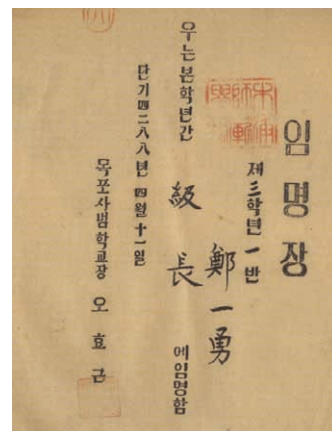 임명장
제三학년一반
鄭一勇
우는본학년간
級長
에임명함
단기四二八八년四월十一일
목포사범학교장 오효근